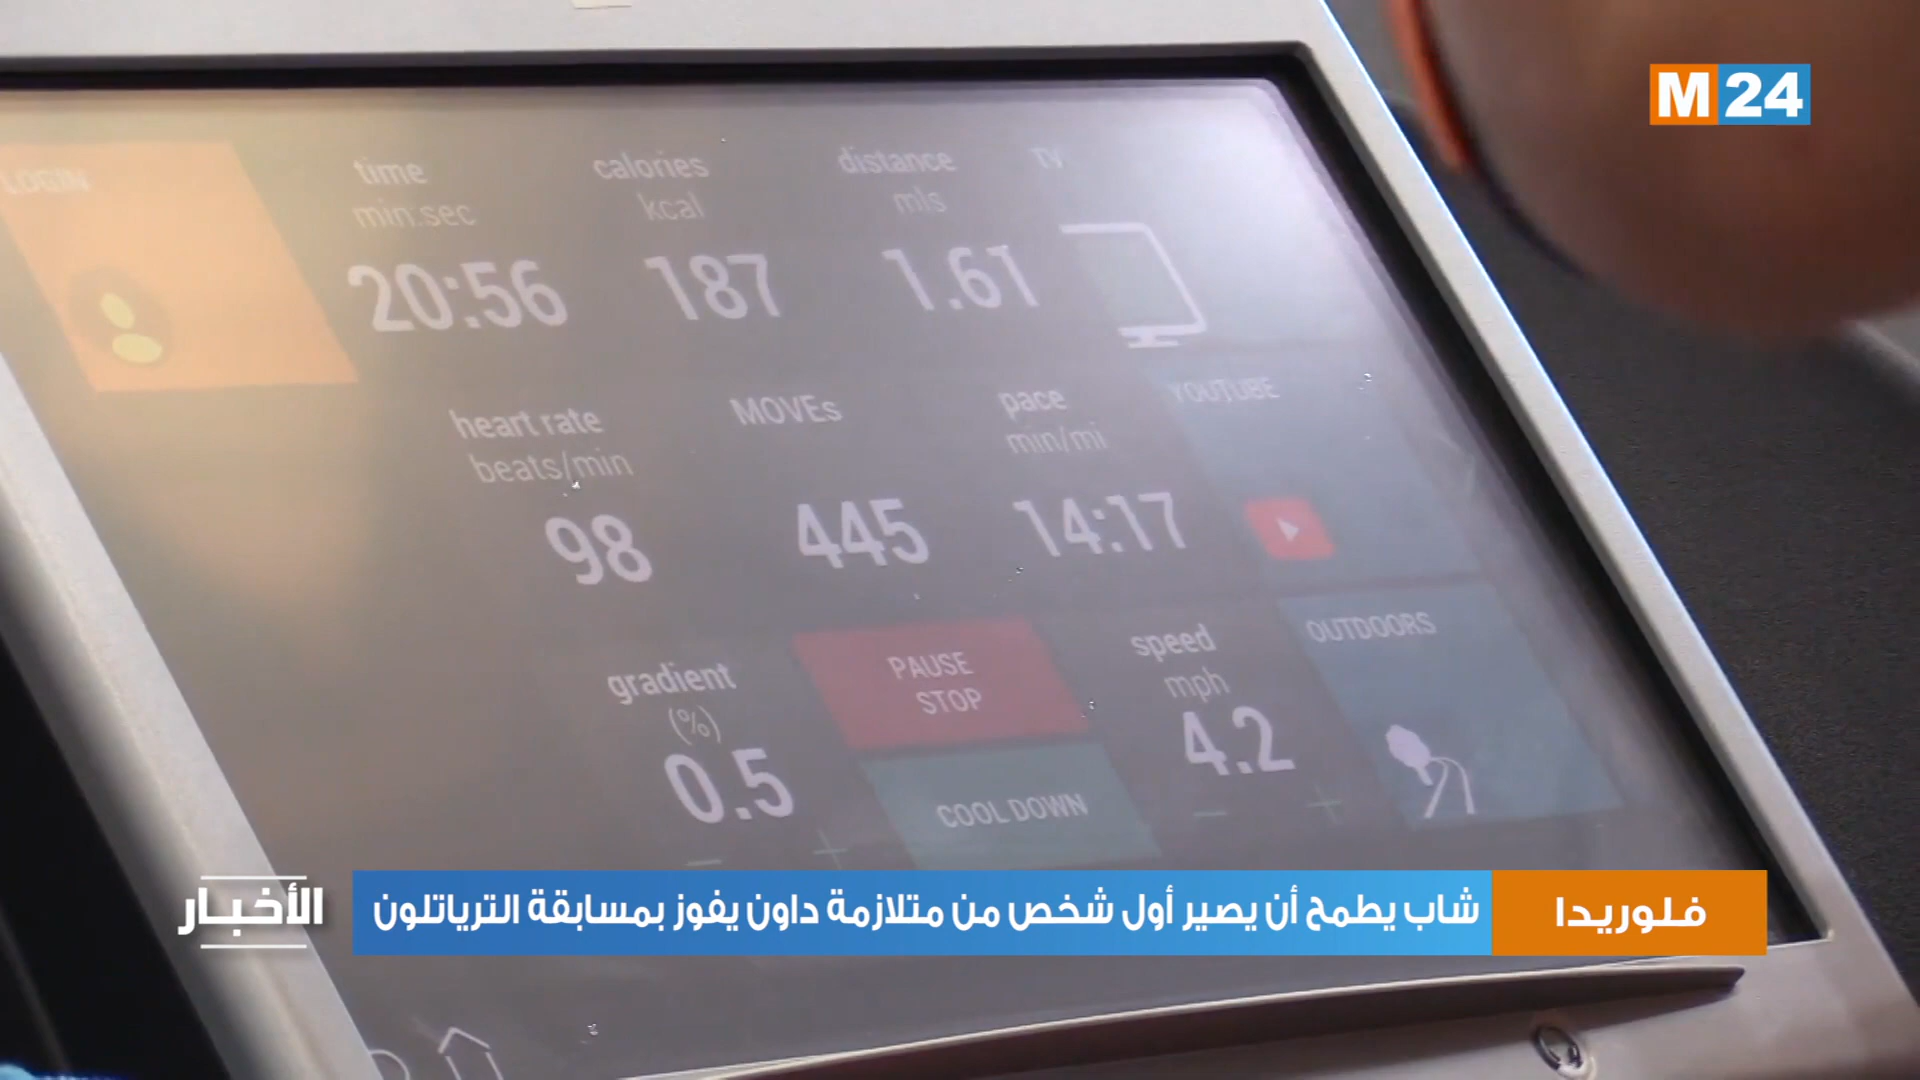 M24
LOGIN
time
min:sec
20:56
calories
kcal
187
distance
mls
1.61
TV
heart rate
beats/min
98
MOVEs
445
pace
min/mi
14:17
YOUTUBE
gradient
(%)
0.5
PAUSE
STOP
COOL DOWN
speed
mph
4.2
OUTDOORS
فلوريدا
شاب يطمح أن يصير أول شخص من متلازمة داون يفوز بمسابقة الترياتلون
الأخبار